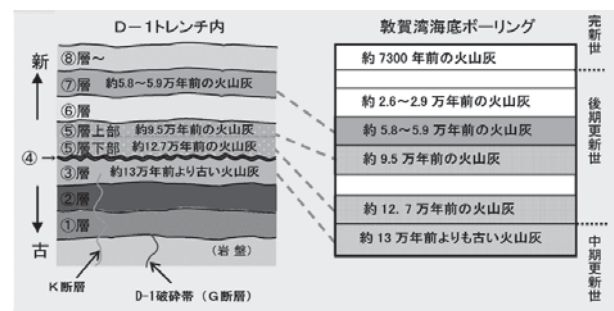 D－1トレンチ内
敦賀湾海底ボーリング
新
古
④→
⑧層～
⑦層 約5.8～5.9万年前の火山灰
⑥層
⑤層上部 約9.5万年前の火山灰
⑤層下部 約12.7万年前の火山灰
③層 約13万年前より古い火山灰
②層
①層
(岩盤)
K断層
D-1破砕帯（G断層）
約 7300 年前の火山灰
約 2.6～2.9 万年前の火山灰
約 5.8～5.9 万年前の火山灰
約 9.5 万年前の火山灰
約 12. 7 万年前の火山灰
約 13 万年前よりも古い火山灰
完新世
後期更新世
中期更新世